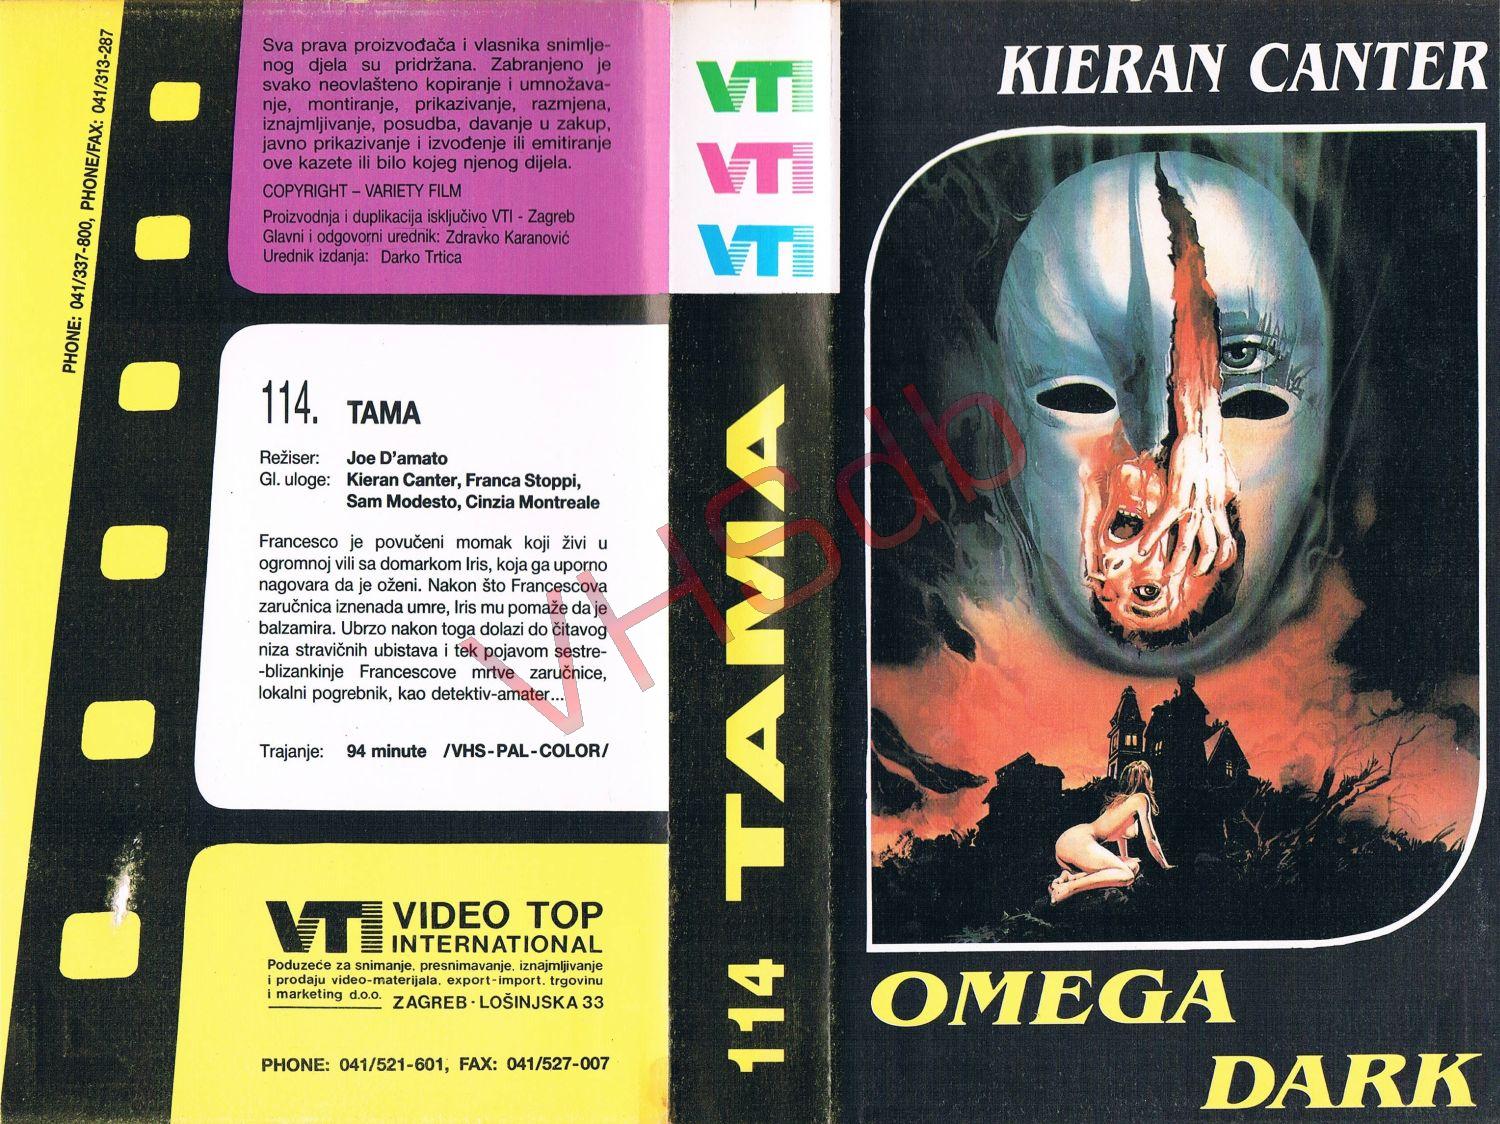 PHONE: 041/337-800, PHONE/FAX: 041/313-287
Sva prava proizvođača i vlasnika snimlje-
nog djela su pridržana. Zabranjeno je
svako neovlašteno kopiranje i umnožava-
nje, montiranje, prikazivanje, razmjena,
iznajmljivanje, posudba, davanje u zakup,
javno prikazivanje i izvođenje ili emitiranje
ove kazete ili bilo kojeg njenog dijela.
COPYRIGHT – VARIETY FILM
Proizvodnja i duplikacija isključivo VTI - Zagreb
Glavni i odgovorni urednik: Zdravko Karanović
Urednik izdanja: Darko Trtica
114. TAMA
Režiser: Joe D'amato
Gl. uloge: Kieran Canter, Franca Stoppi,
Sam Modesto, Cinzia Montreale
Francesco je povučeni momak koji živi u
ogromnoj vili sa domarkom Iris, koja ga uporno
nagovara da je oženi. Nakon što Francescova
zaručnica iznenada umre, Iris mu pomaže da je
balzamira. Ubrzo nakon toga dolazi do čitavog
niza stravičnih ubistava i tek pojavom sestre-
-blizankinje Francescove mrtve zaručnice,
lokalni pogrebnik, kao detektiv-amater...
Trajanje: 94 minute /VHS-PAL-COLOR/
VTI VIDEO TOP
INTERNATIONAL
Poduzeće za snimanje, presnimavanje, iznajmljivanje
i prodaju video-materijala, export-import, trgovinu
i marketing d.o.o. ZAGREB · LOŠINJSKA 33
PHONE: 041/521-601, FAX: 041/527-007
VTI
VTI
VTI
114 TAMA
KIERAN CANTER
OMEGA
DARK
VHSdb